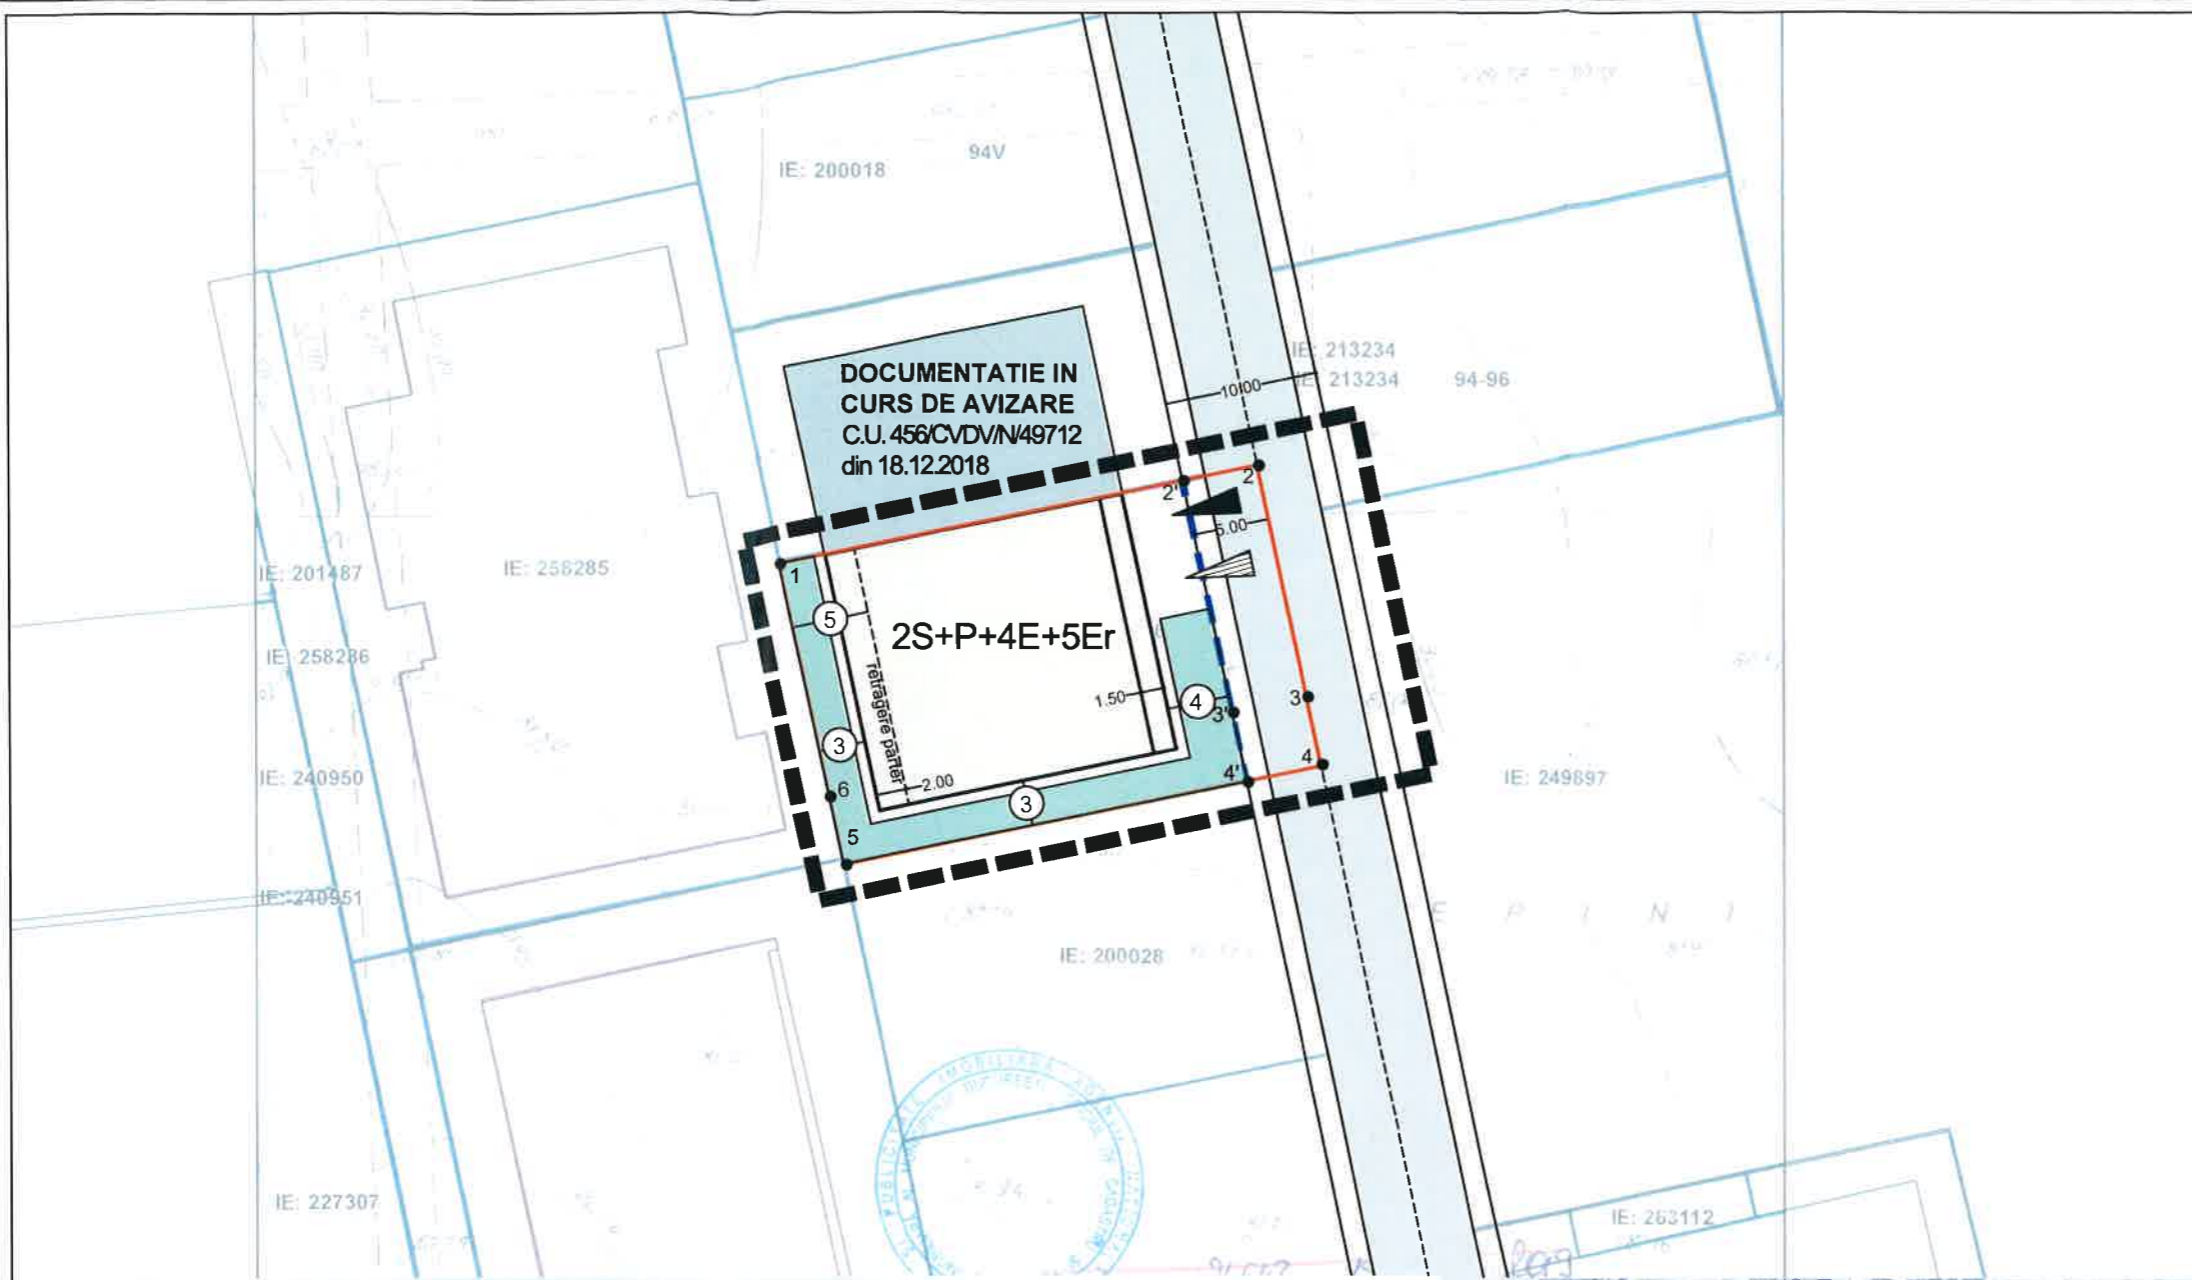 94V
IE: 200018
IE: 213234
IE: 213234 94-96
10.00
DOCUMENTATIE IN
CURS DE AVIZARE
C.U. 456/CVDV/N/49712
din 18.12.2018
2
2'
5.00
1
IE: 201487
IE: 258285
5
2S+P+4E+5Er
IE: 258286
retragere parter
1.50
4
3
3'
3
4
4'
IE: 240950
6
2.00
3
IE: 249897
5
IE: 240951
E P I N I
IE: 200028
IE: 227307
IE: 263112